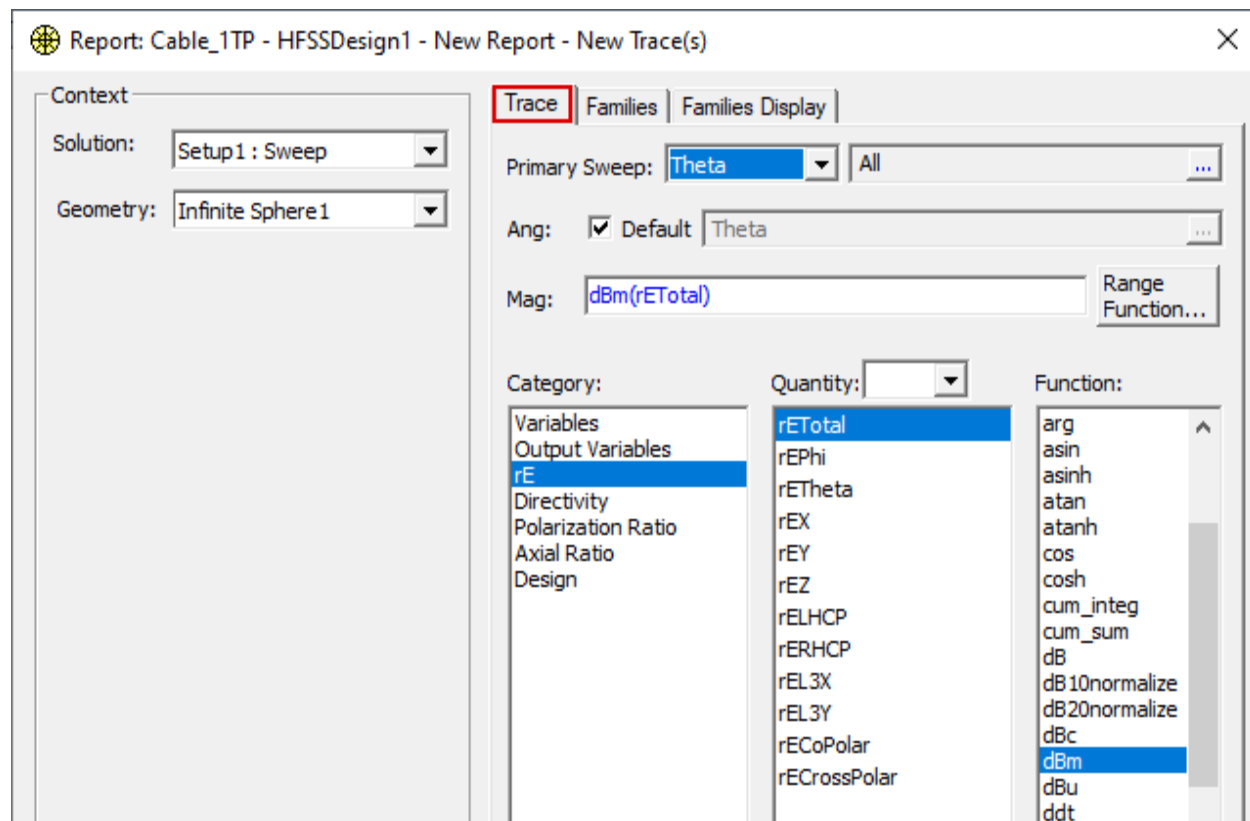 Report: Cable_1TP - HFSSDesign1 - New Report - New Trace(s)
Context
Solution: Setup1 : Sweep
Geometry: Infinite Sphere1
Trace Families Families Display
Primary Sweep: Theta All ...
Ang: Default Theta ...
Mag: dBm(rETotal) Range Function...
Category:
Variables
Output Variables
rE
Directivity
Polarization Ratio
Axial Ratio
Design
Quantity:
rETotal
rEPhi
rETheta
rEX
rEY
rEZ
rELHCP
rERHCP
rEL3X
rEL3Y
rECoPolar
rECrossPolar
Function:
arg
asin
asinh
atan
atanh
cos
cosh
cum_integ
cum_sum
dB
dB10normalize
dB20normalize
dBc
dBm
dBu
ddt